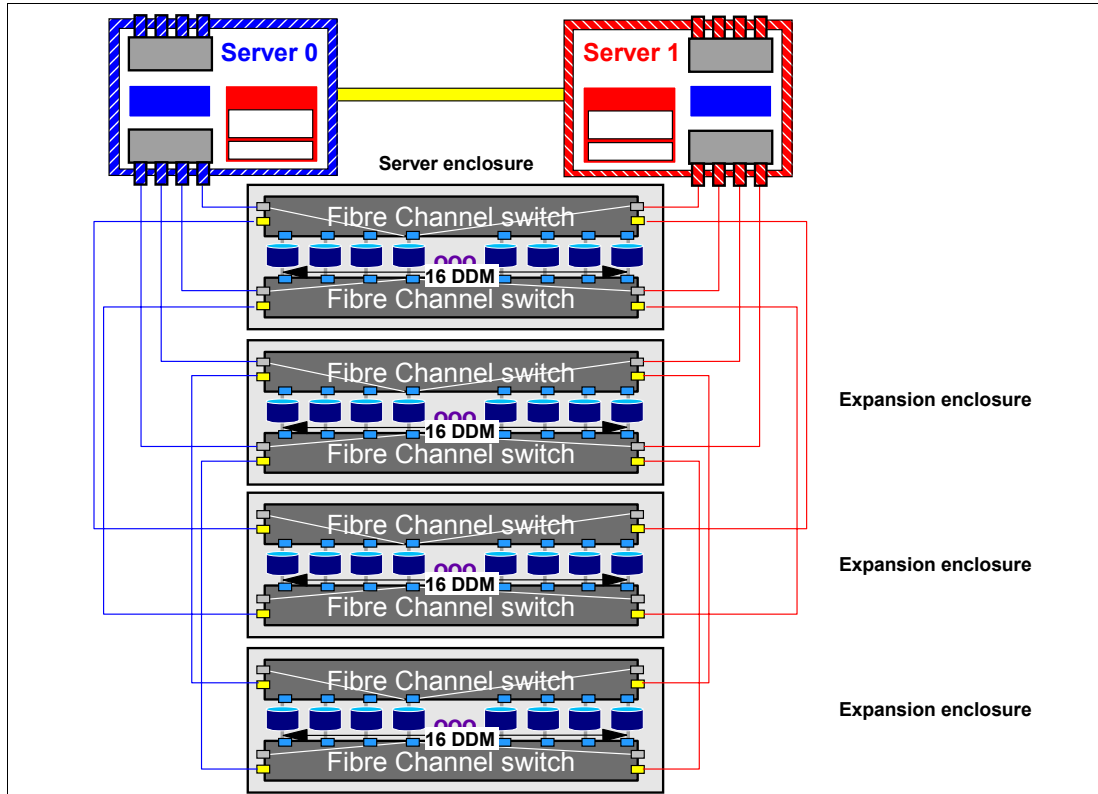 Server 0
Server 1
Server enclosure
Fibre Channel switch
16 DDM
Fibre Channel switch
Fibre Channel switch
16 DDM
Fibre Channel switch
Expansion enclosure
Fibre Channel switch
16 DDM
Fibre Channel switch
Expansion enclosure
Fibre Channel switch
16 DDM
Fibre Channel switch
Expansion enclosure